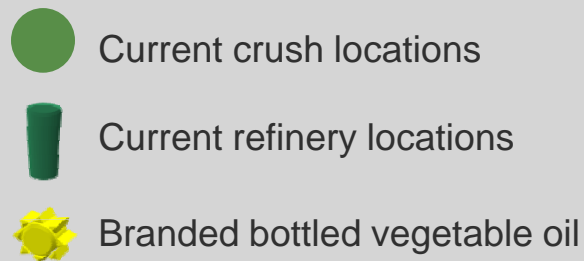 Current crush locations
Current refinery locations
Branded bottled vegetable oil